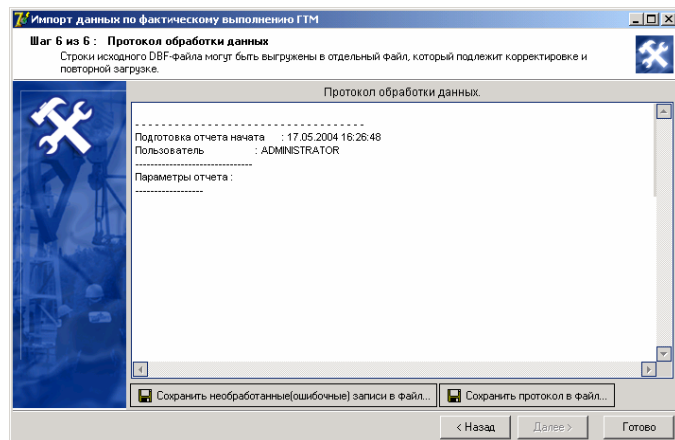 Импорт данных по фактическому выполнению ГТМ
Шаг 6 из 6 : Протокол обработки данных
Строки исходного DBF-файла могут быть выгружены в отдельный файл, который подлежит корректировке и
повторной загрузке.
Протокол обработки данных.
- - - - - - - - - - - - - - - - - - - - - - - - - - - - - - - - - -
Подготовка отчета начата : 17.05.2004 16:26:48
Пользователь : ADMINISTRATOR
------------------------------
Параметры отчета :
------------------
Сохранить необработанные(ошибочные) записи в файл...
Сохранить протокол в файл...
< Назад
Далее >
Готово